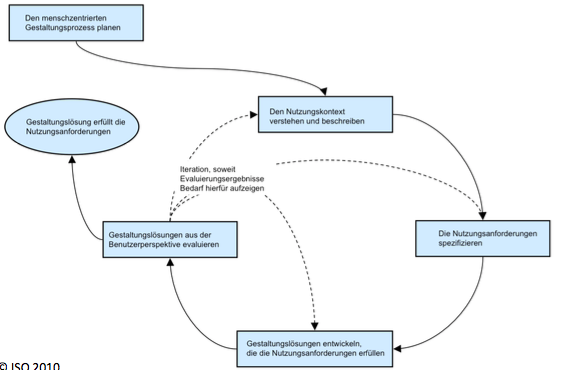 Den menschzentrierten
Gestaltungsprozess planen
Gestaltungslösung erfüllt die
Nutzungsanforderungen
Den Nutzungskontext
verstehen und beschreiben
Iteration, soweit
Evaluierungsergebnisse
Bedarf hierfür aufzeigen
Gestaltungslösungen aus der
Benutzerperspektive evaluieren
Die Nutzungsanforderungen
spezifizieren
Gestaltungslösungen entwickeln,
die die Nutzungsanforderungen erfüllen
© ISO 2010